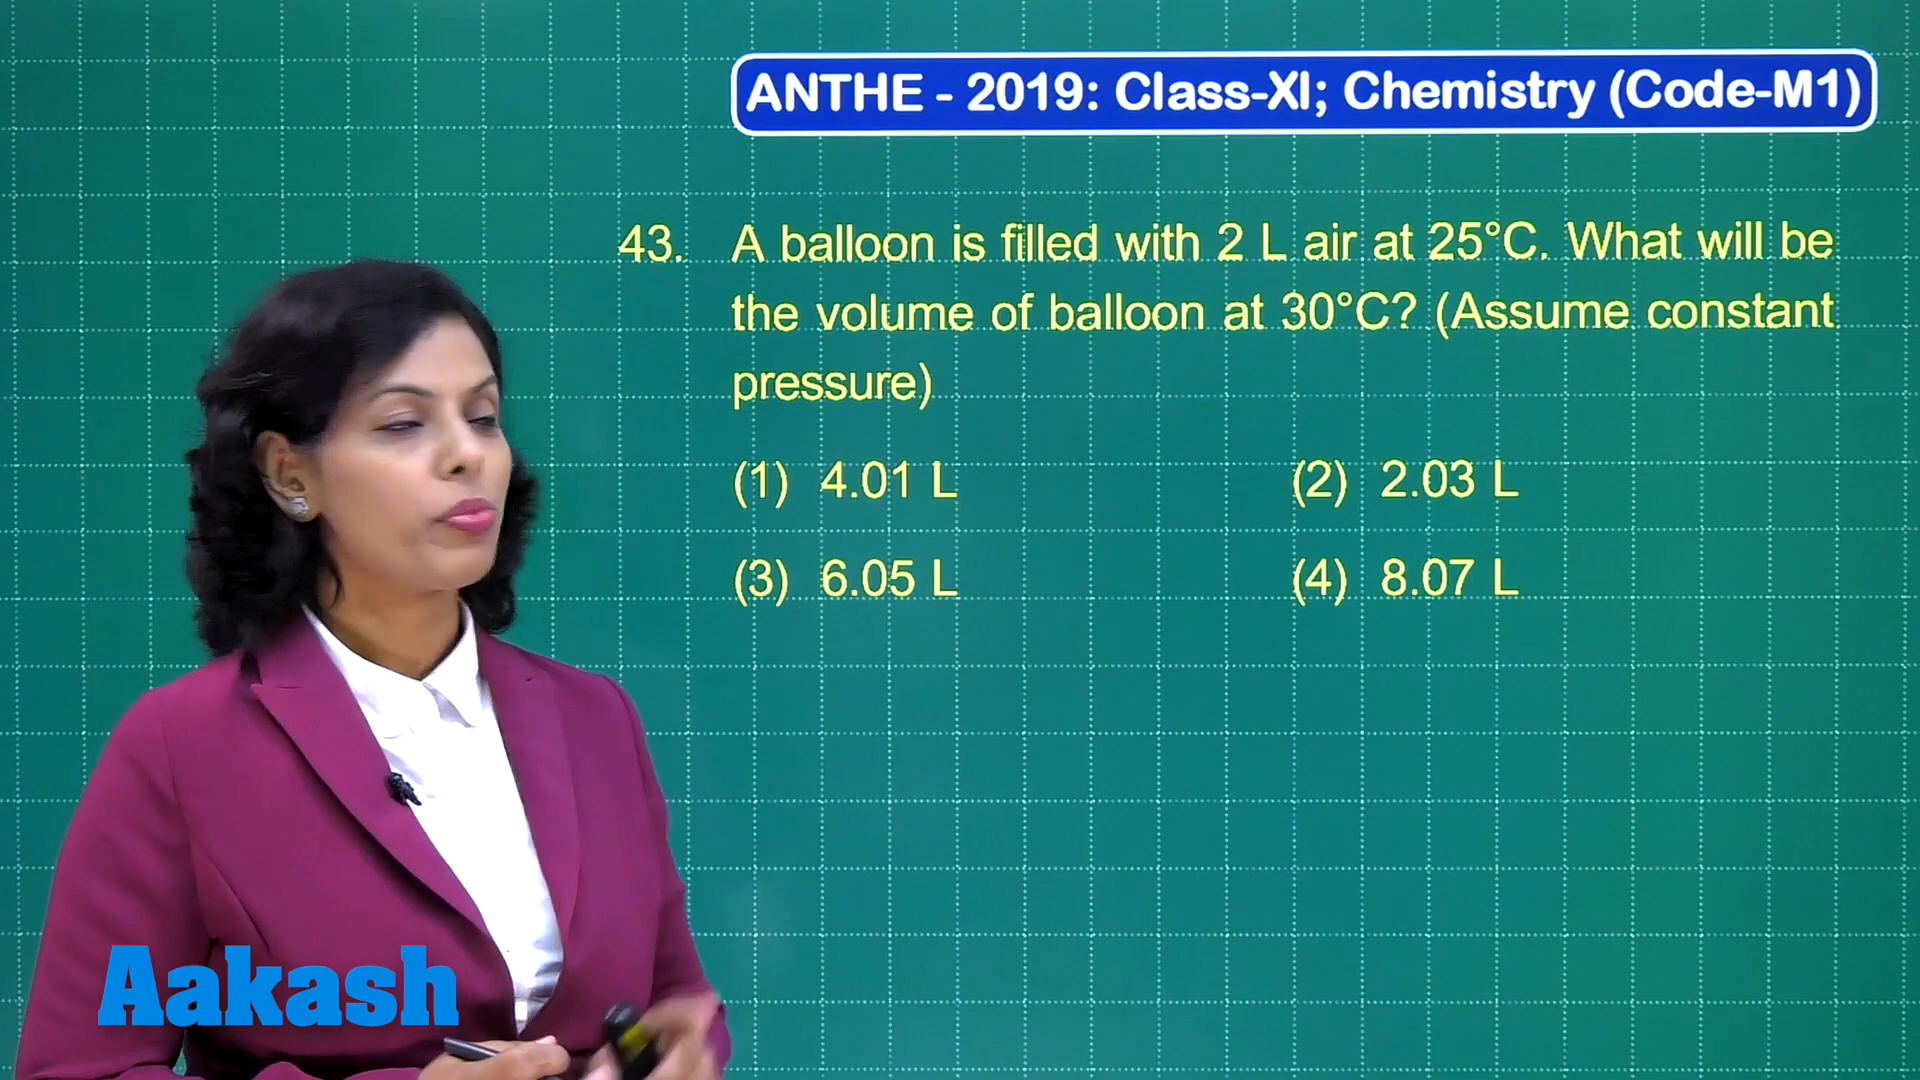 ANTHE - 2019: Class-XI; Chemistry (Code-M1)
43. A balloon is filled with 2 L air at 25°C. What will be
the volume of balloon at 30°C? (Assume constant
pressure)
(1) 4.01 L (2) 2.03 L
(3) 6.05 L (4) 8.07 L
Aakash